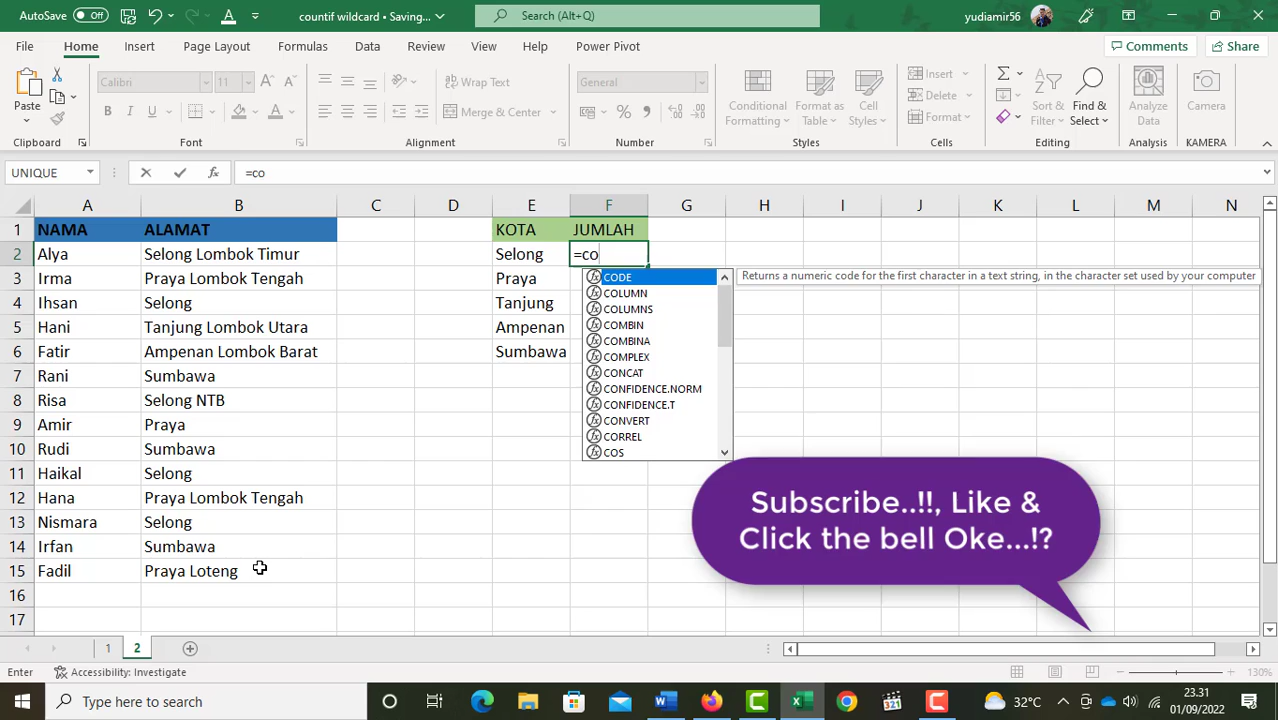 AutoSave Off
countif wildcard • Saving...
Search (Alt+Q)
yudiamir56
File Home Insert Page Layout Formulas Data Review View Help Power Pivot
Comments Share
Paste
Calibri 11
B I U
Wrap Text
Merge & Center
General
Conditional Formatting
Format as Table
Cell Styles
Insert
Delete
Format
Sort & Filter
Find & Select
Analyze Data
Camera
Clipboard Font Alignment Number Styles Cells Editing Analysis KAMERA
UNIQUE fx =co
A B C D E F G H I J K L M N
1 NAMA ALAMAT KOTA JUMLAH
2 Alya Selong Lombok Timur Selong =co
3 Irma Praya Lombok Tengah Praya
4 Ihsan Selong Tanjung
5 Hani Tanjung Lombok Utara Ampenan
6 Fatir Ampenan Lombok Barat Sumbawa
7 Rani Sumbawa
8 Risa Selong NTB
9 Amir Praya
10 Rudi Sumbawa
11 Haikal Selong
12 Hana Praya Lombok Tengah
13 Nismara Selong
14 Irfan Sumbawa
15 Fadil Praya Loteng
16
17
CODE
COLUMN
COLUMNS
COMBIN
COMBINA
COMPLEX
CONCAT
CONFIDENCE.NORM
CONFIDENCE.T
CONVERT
CORREL
COS
Returns a numeric code for the first character in a text string, in the character set used by your computer
Subscribe..!!, Like &
Click the bell Oke...!?
1 2
Enter Accessibility: Investigate
130%
Type here to search
32°C
23.31
01/09/2022